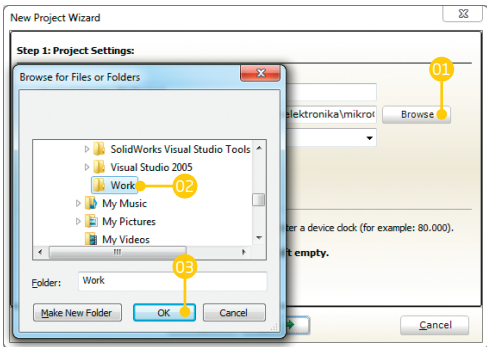 New Project Wizard
Step 1: Project Settings:
Browse for Files or Folders
01
elektronika\mikro
Browse
SolidWorks Visual Studio Tools
Visual Studio 2005
Work
02
My Music
My Pictures
My Videos
ter a device clock (for example: 80.000).
ft empty.
03
Folder:
Work
Make New Folder
OK
Cancel
Cancel